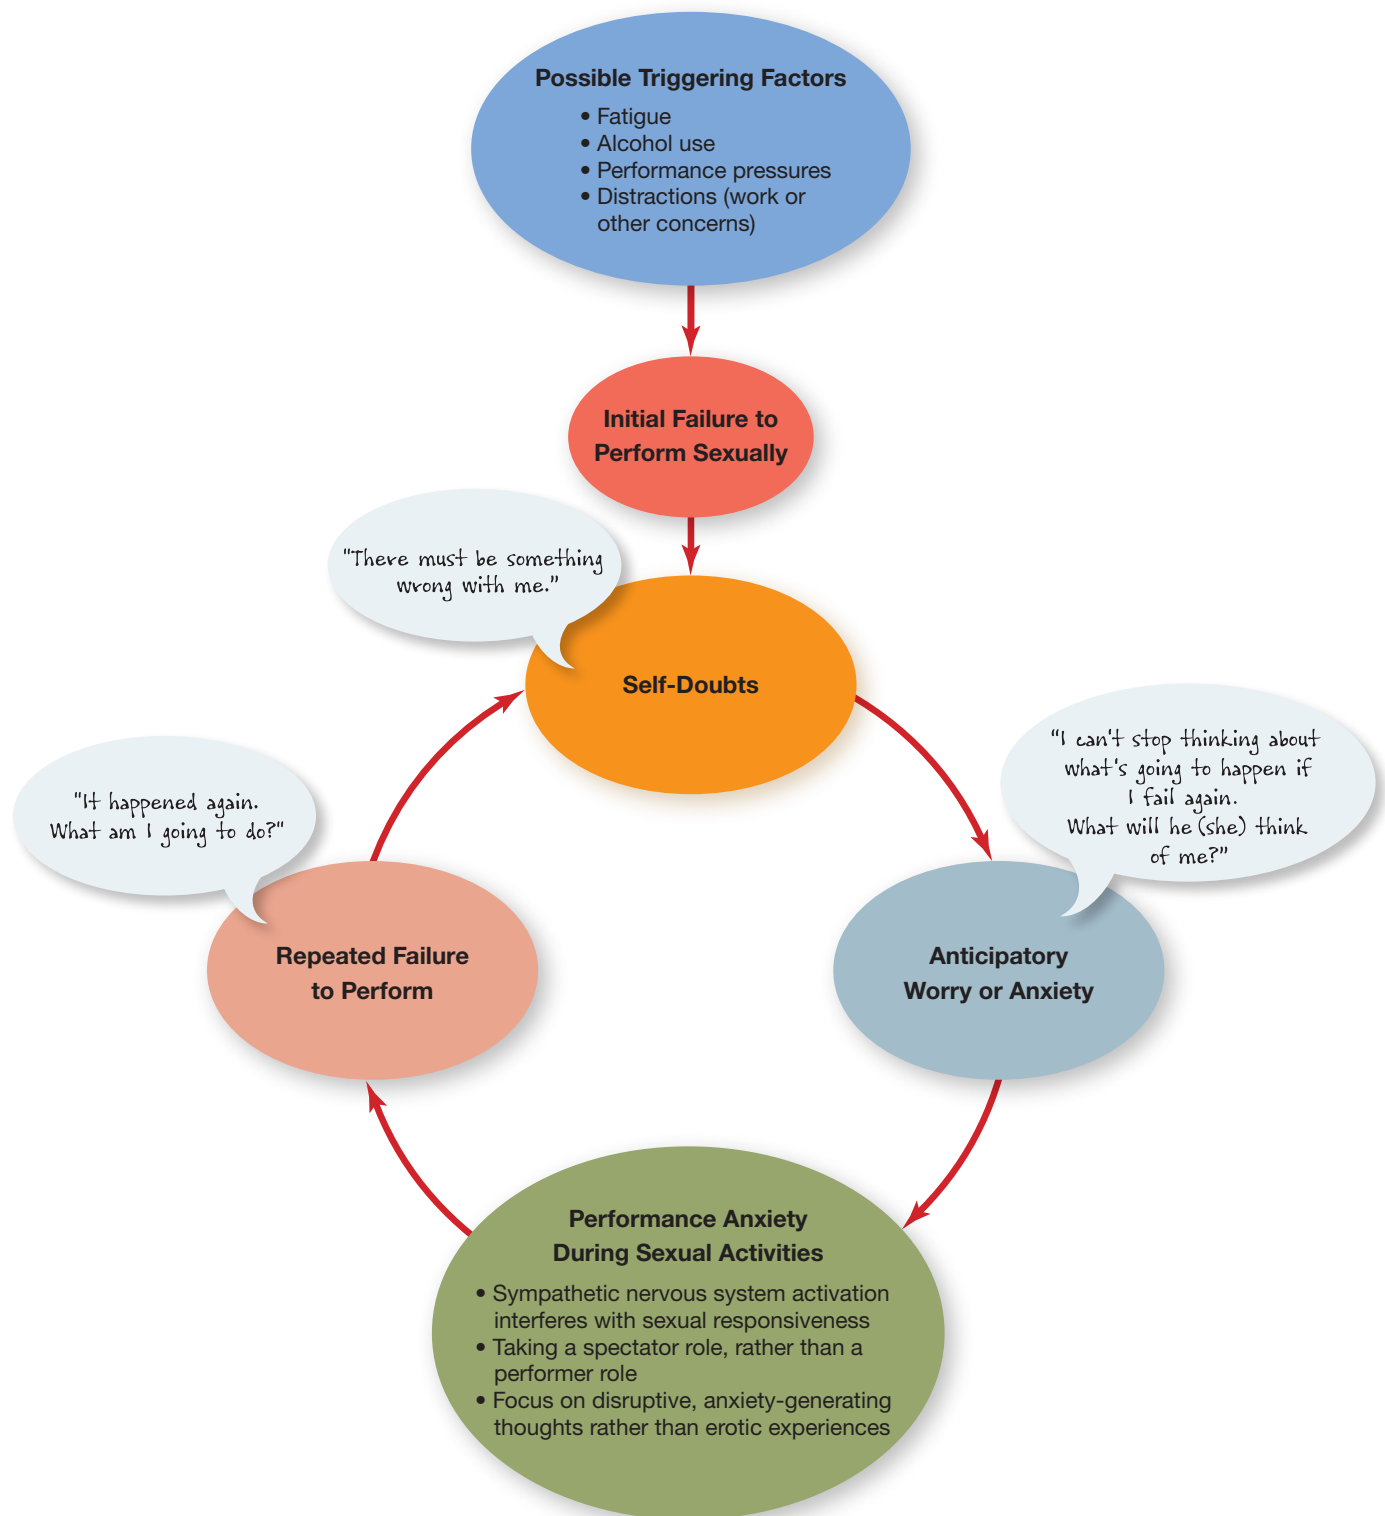 Possible Triggering Factors
• Fatigue
• Alcohol use
• Performance pressures
• Distractions (work or
other concerns)
Initial Failure to
Perform Sexually
"There must be something
wrong with me."
Self-Doubts
"I can't stop thinking about
what's going to happen if
I fail again.
What will he (she) think
of me?"
"It happened again.
What am I going to do?"
Repeated Failure
to Perform
Anticipatory
Worry or Anxiety
Performance Anxiety
During Sexual Activities
• Sympathetic nervous system activation
interferes with sexual responsiveness
• Taking a spectator role, rather than a
performer role
• Focus on disruptive, anxiety-generating
thoughts rather than erotic experiences